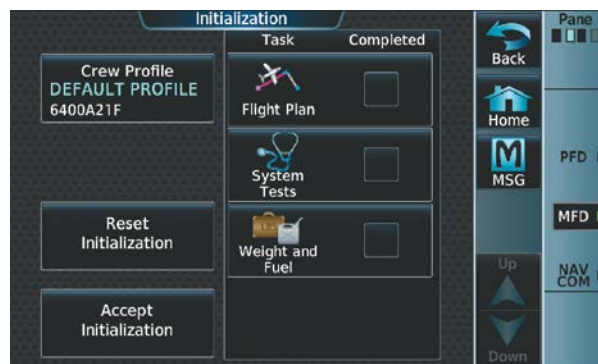 Initialization
Task Completed
Crew Profile
DEFAULT PROFILE
6400A21F
Flight Plan
System
Tests
Reset
Initialization
Weight and
Fuel
Accept
Initialization
Back
Home
MSG
Up
Down
Pane
PFD
MFD
NAV
COM